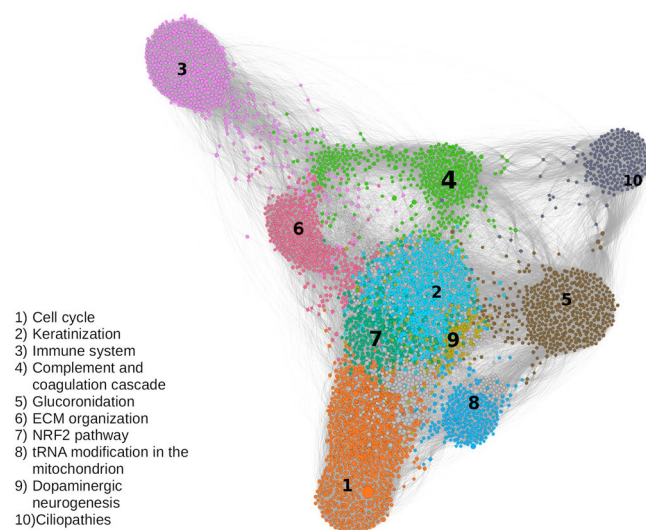 3
4
10
6
2
5
7
9
8
1
1) Cell cycle
2) Keratinization
3) Immune system
4) Complement and
coagulation cascade
5) Glucoronidation
6) ECM organization
7) NRF2 pathway
8) tRNA modification in the
mitochondrion
9) Dopaminergic
neurogenesis
10)Ciliopathies